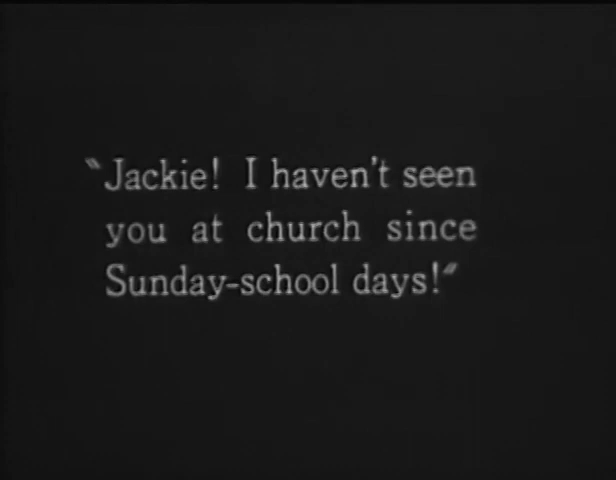 "Jackie! I haven't seen
you at church since
Sunday-school days!"